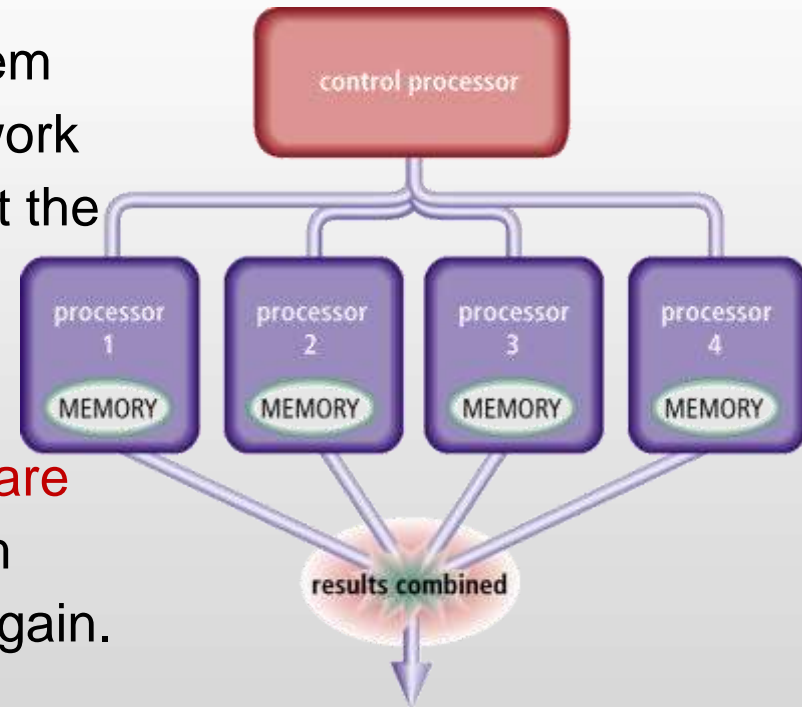 em
work
t the
are
n
gain.
control processor
processor
1
MEMORY
processor
2
MEMORY
processor
3
MEMORY
processor
4
MEMORY
results combined